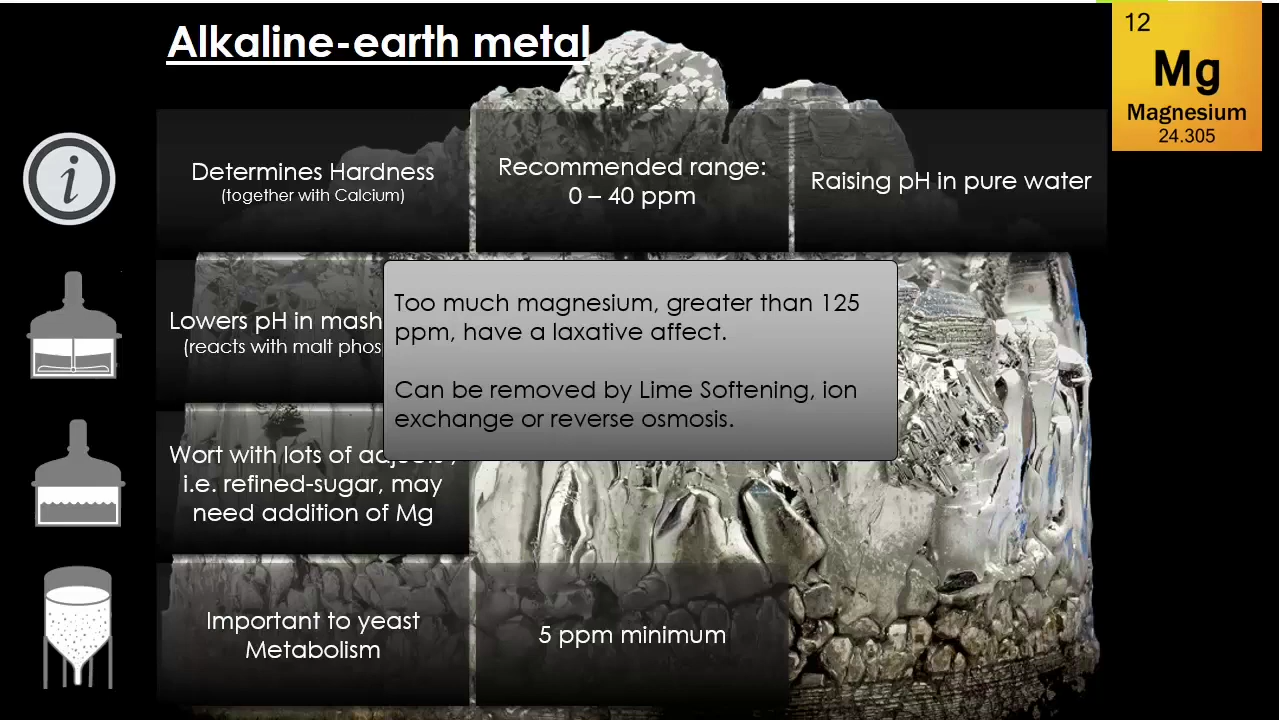 Alkaline-earth metal
12
Mg
Magnesium
24.305
Determines Hardness
(together with Calcium)
Recommended range:
0 – 40 ppm
Raising pH in pure water
i
Lowers pH in mash
(reacts with malt phos
Too much magnesium, greater than 125
ppm, have a laxative affect.
Can be removed by Lime Softening, ion
exchange or reverse osmosis.
Wort with lots of
i.e. refined-sugar, may
need addition of Mg
Important to yeast
Metabolism
5 ppm minimum